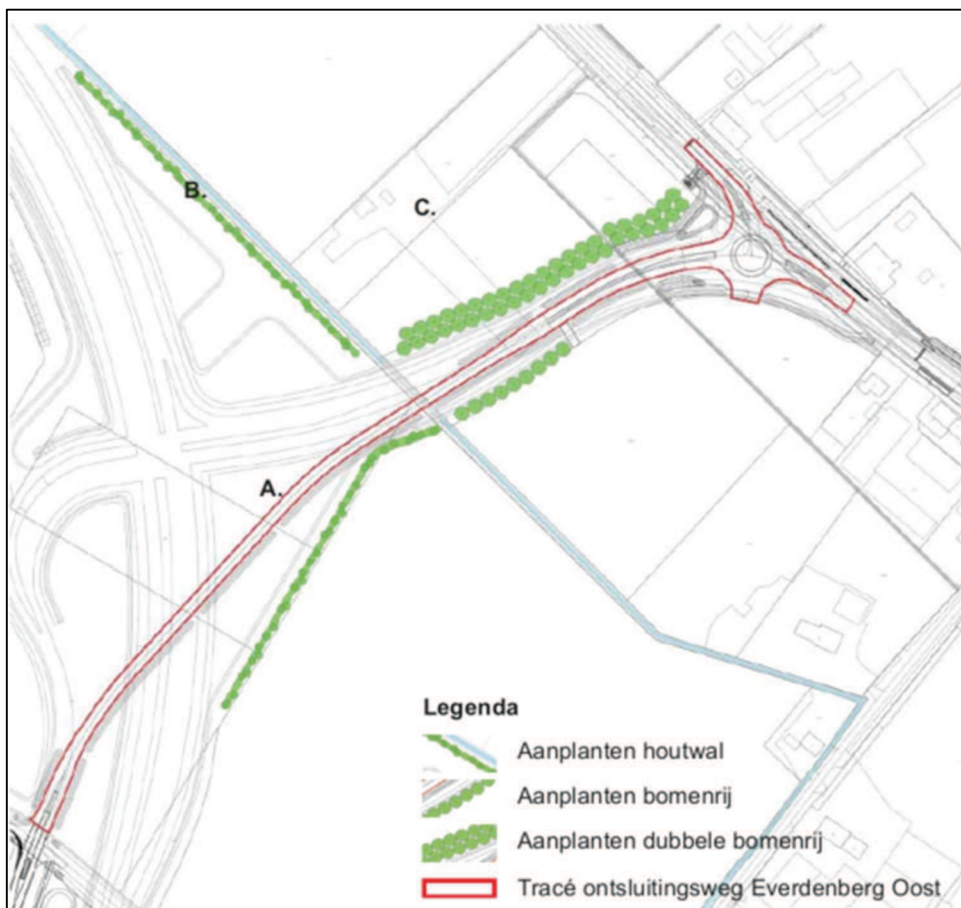 B.
C.
A.
Legenda
Aanplanten houtwal
Aanplanten bomenrij
Aanplanten dubbele bomenrij
Tracé ontsluitingsweg Everdenberg Oost